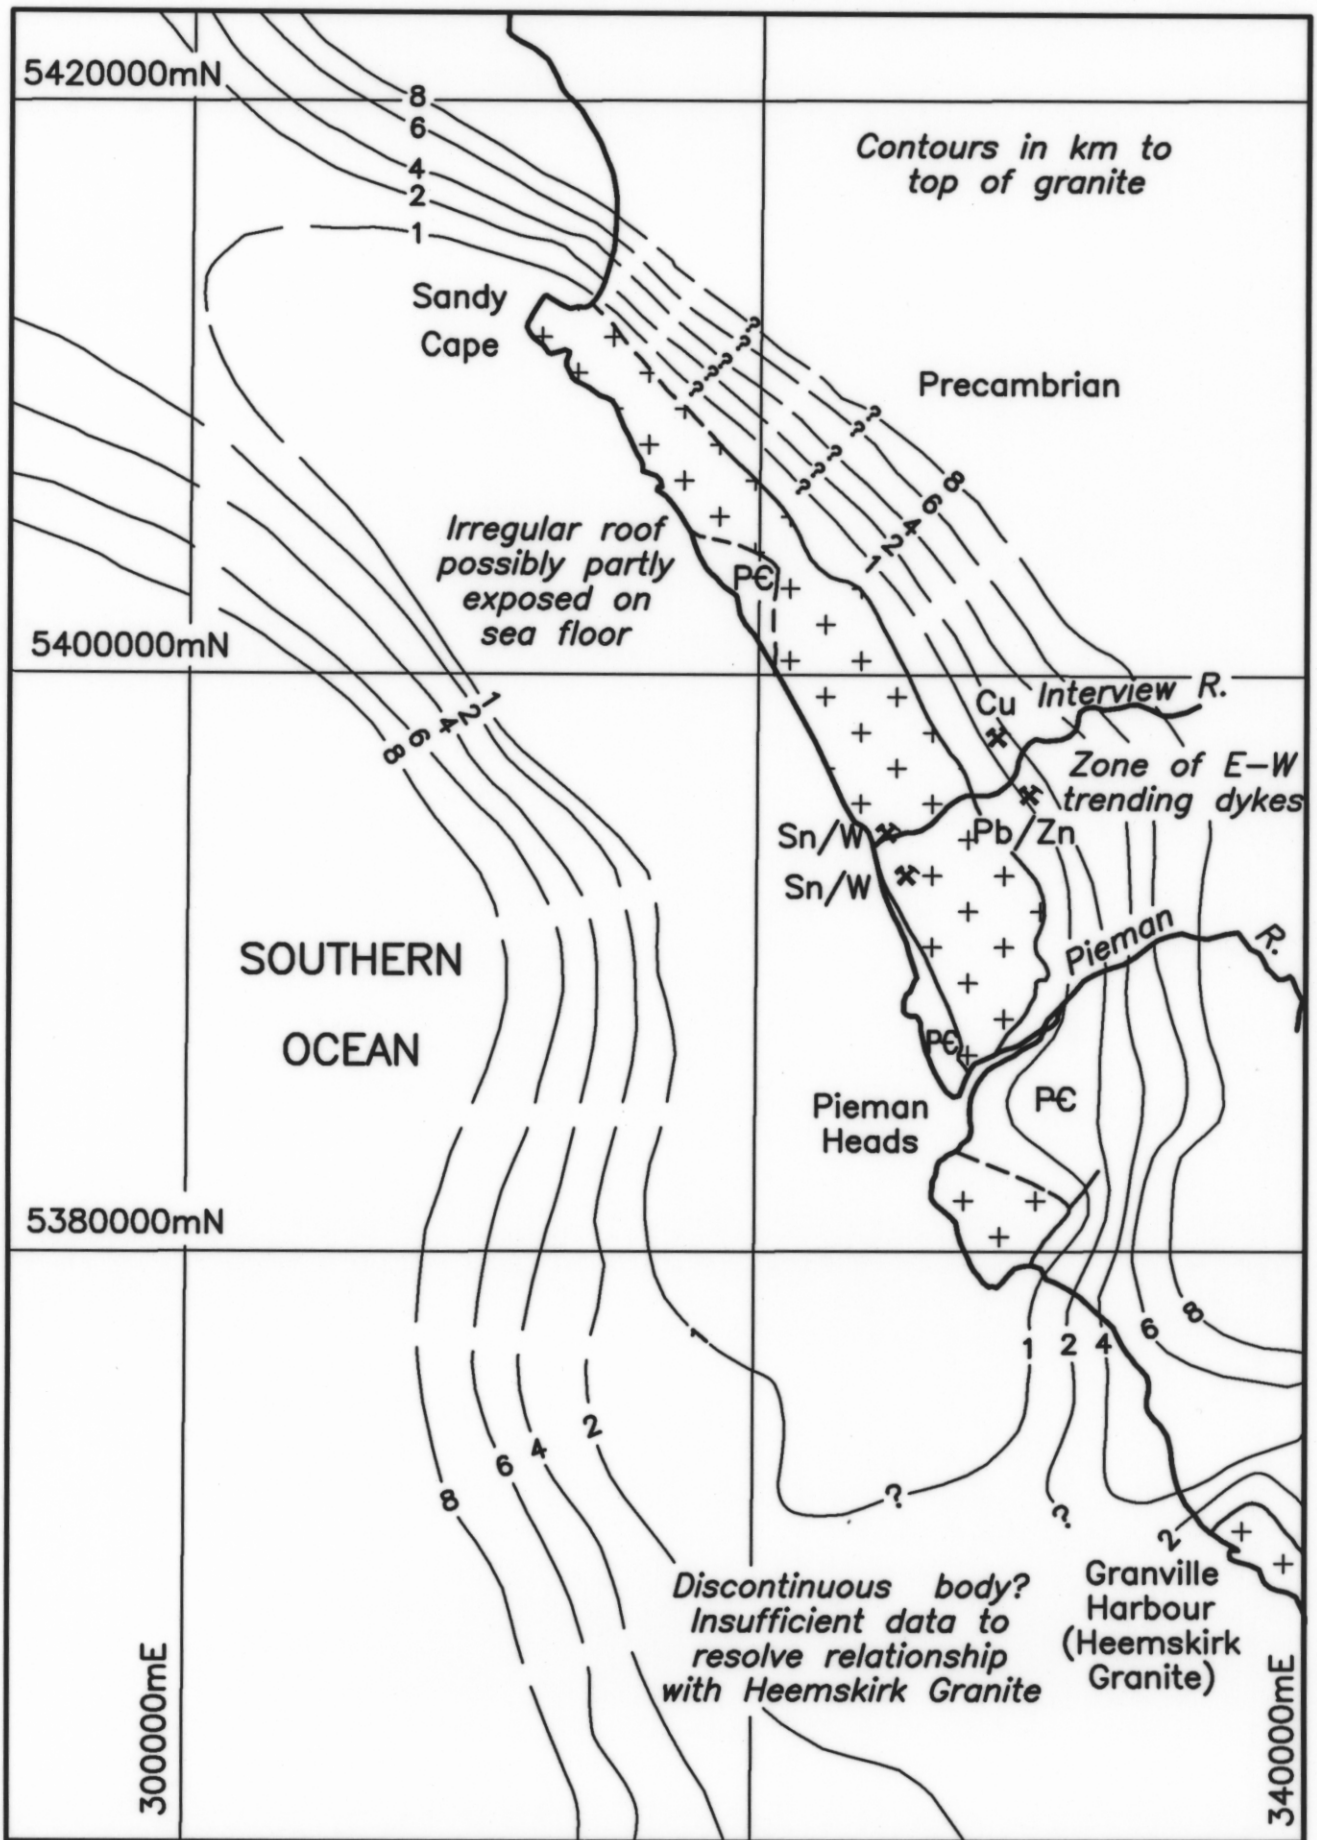 5420000mN
8
6
4
2
1
Contours in km to
top of granite
Sandy
Cape
?
?
?
?
?
Precambrian
?
?
?
?
?
8
6
4
2
1
Irregular roof
possibly partly
exposed on
sea floor
PЄ
5400000mN
1
2
4
6
8
Cu
Interview R.
Zone of E-W
trending dykes
Sn/W
Pb/Zn
Sn/W
SOUTHERN
OCEAN
Pieman R.
PЄ
PЄ
Pieman
Heads
5380000mN
1
1
2
4
6
8
2
4
6
8
?
?
2
Discontinuous body?
Insufficient data to
resolve relationship
with Heemskirk Granite
Granville
Harbour
(Heemskirk
Granite)
300000mE
340000mE